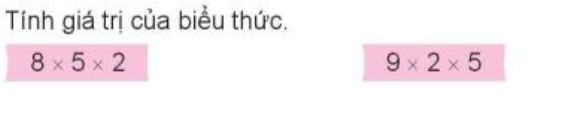 Tính giá trị của biểu thức.
8 × 5 × 2 9 × 2 × 5